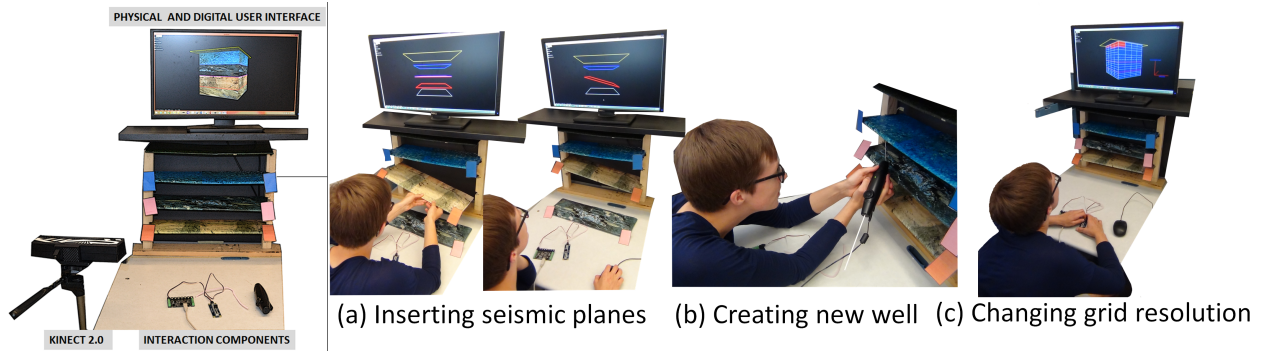 PHYSICAL AND DIGITAL USER INTERFACE
KINECT 2.0
INTERACTION COMPONENTS
(a) Inserting seismic planes
(b) Creating new well
(c) Changing grid resolution